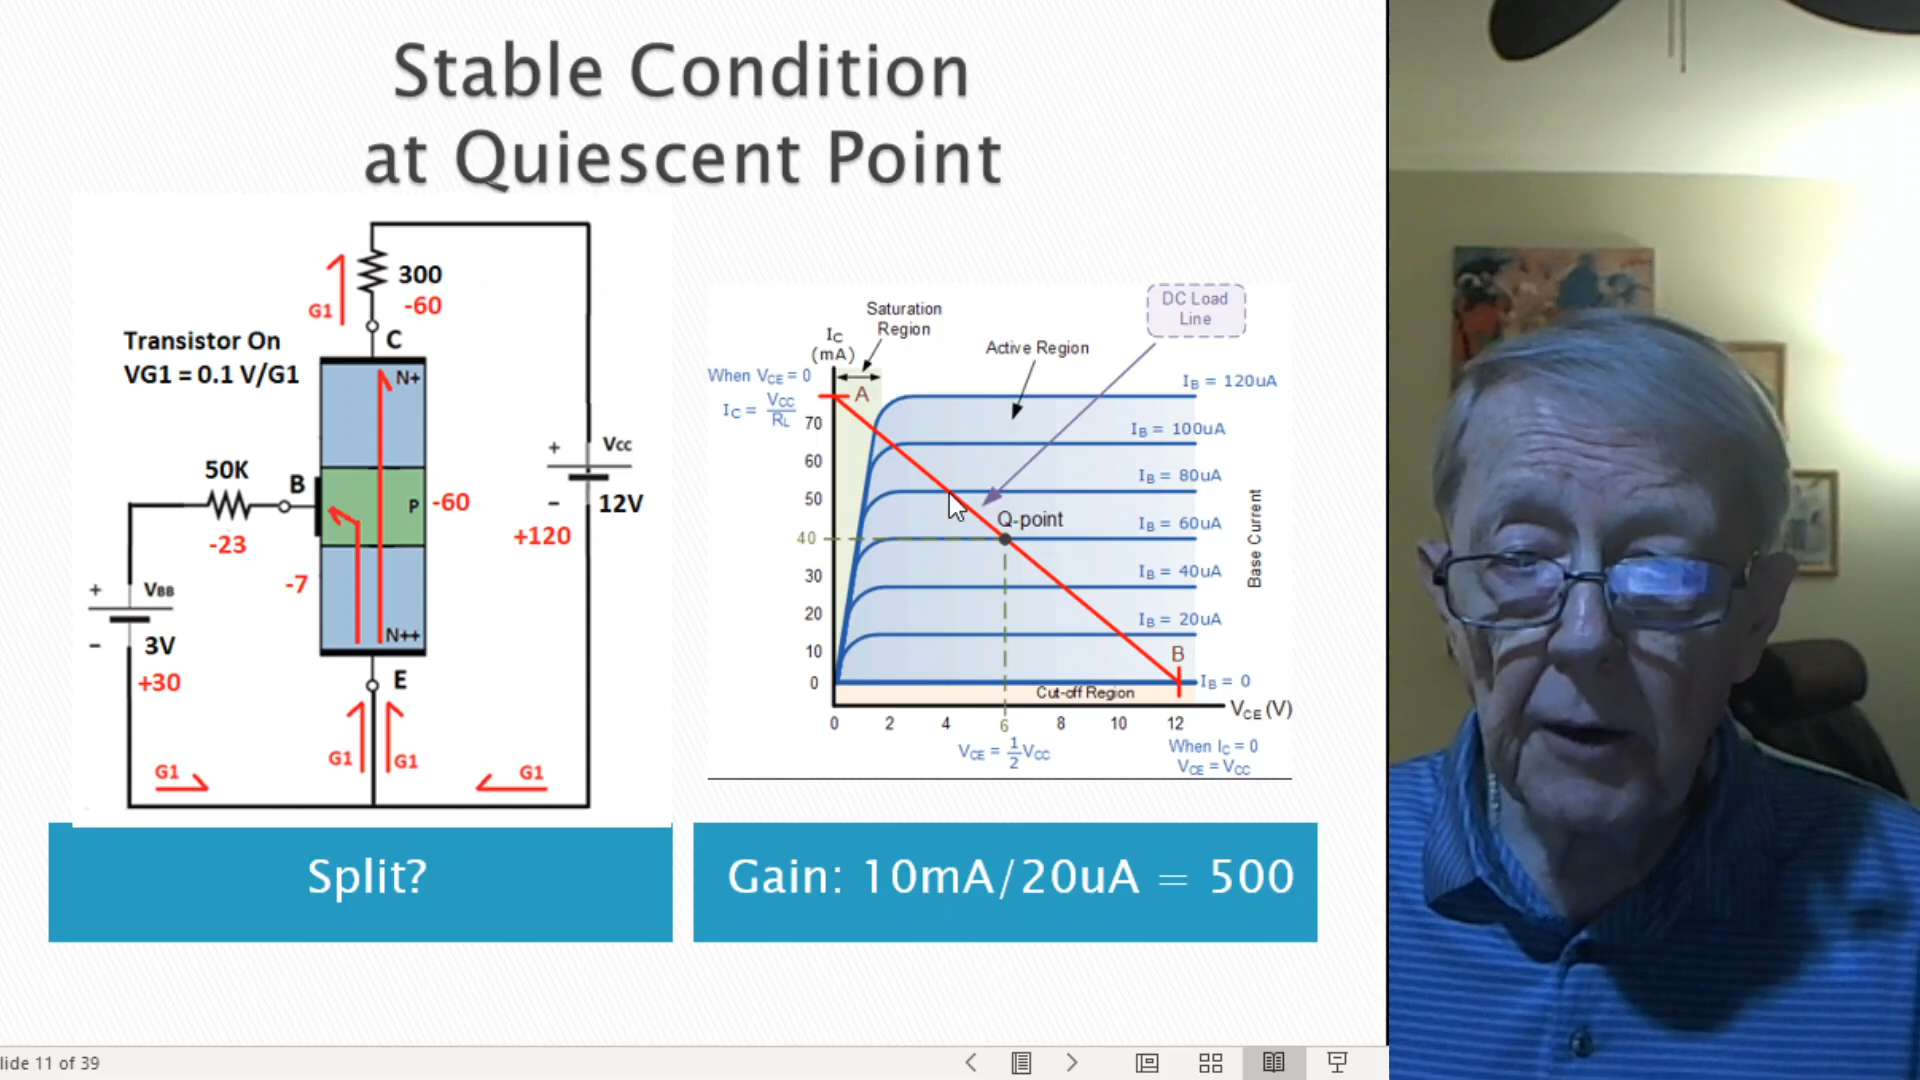 Stable Condition
at Quiescent Point
300
-60
G1
C
Transistor On
VG1 = 0.1 V/G1
N+
50K
B
-23
P
-60
-7
+ VBB
-
3V
+30
N++
E
+ Vcc
-
12V
+120
G1 G1
G1
G1
Saturation
Region
DC Load
Line
IC
(mA)
Active Region
When VCE = 0
IC = VCC
RL
A
70
60
50
40
30
20
10
0
IB = 120uA
IB = 100uA
IB = 80uA
Q-point
IB = 60uA
IB = 40uA
IB = 20uA
B
IB = 0
Base Current
Cut-off Region
VCE (V)
0 2 4 6 8 10 12
VCE = 1/2 VCC
When IC = 0
VCE = VCC
Split?
Gain: 10mA/20uA = 500
lide 11 of 39